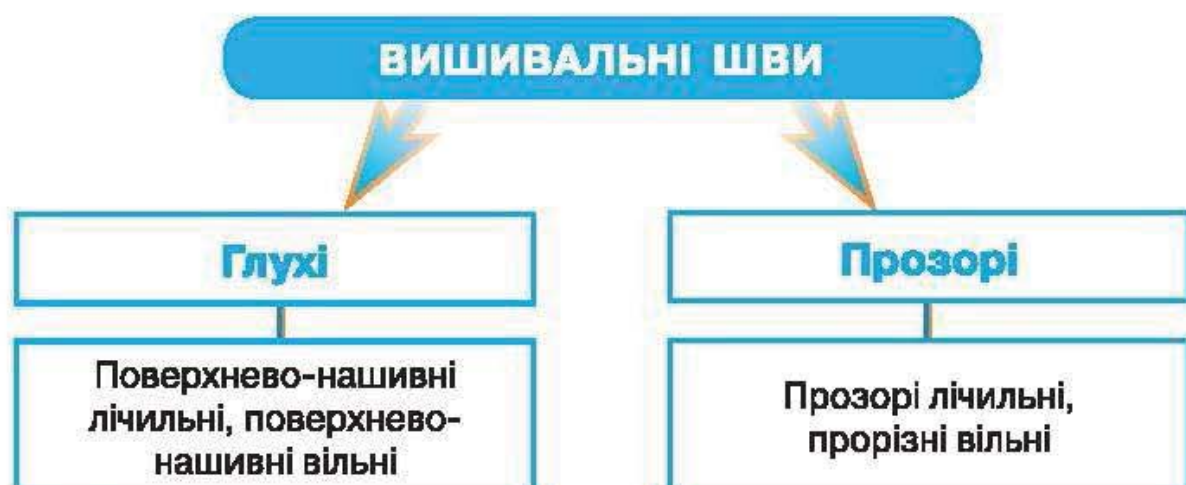 ВИШИВАЛЬНІ ШВИ
Глухі
Прозорі
Поверхнево-нашивні
лічильні, поверхнево-
нашивні вільні
Прозорі лічильні,
прорізні вільні